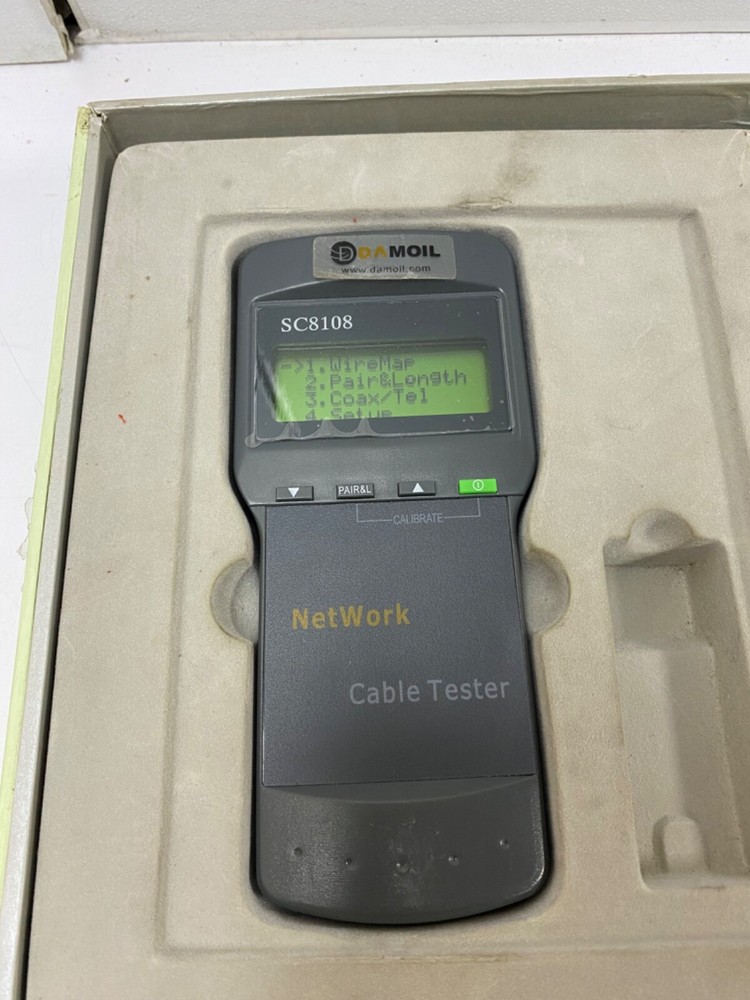 DAMOIL
www.damoil.com
SC8108
->1.WireMap
2.Pair&Length
3.Coax/Tel
4.Setup
PAIR&L
CALIBRATE
NetWork
Cable Tester